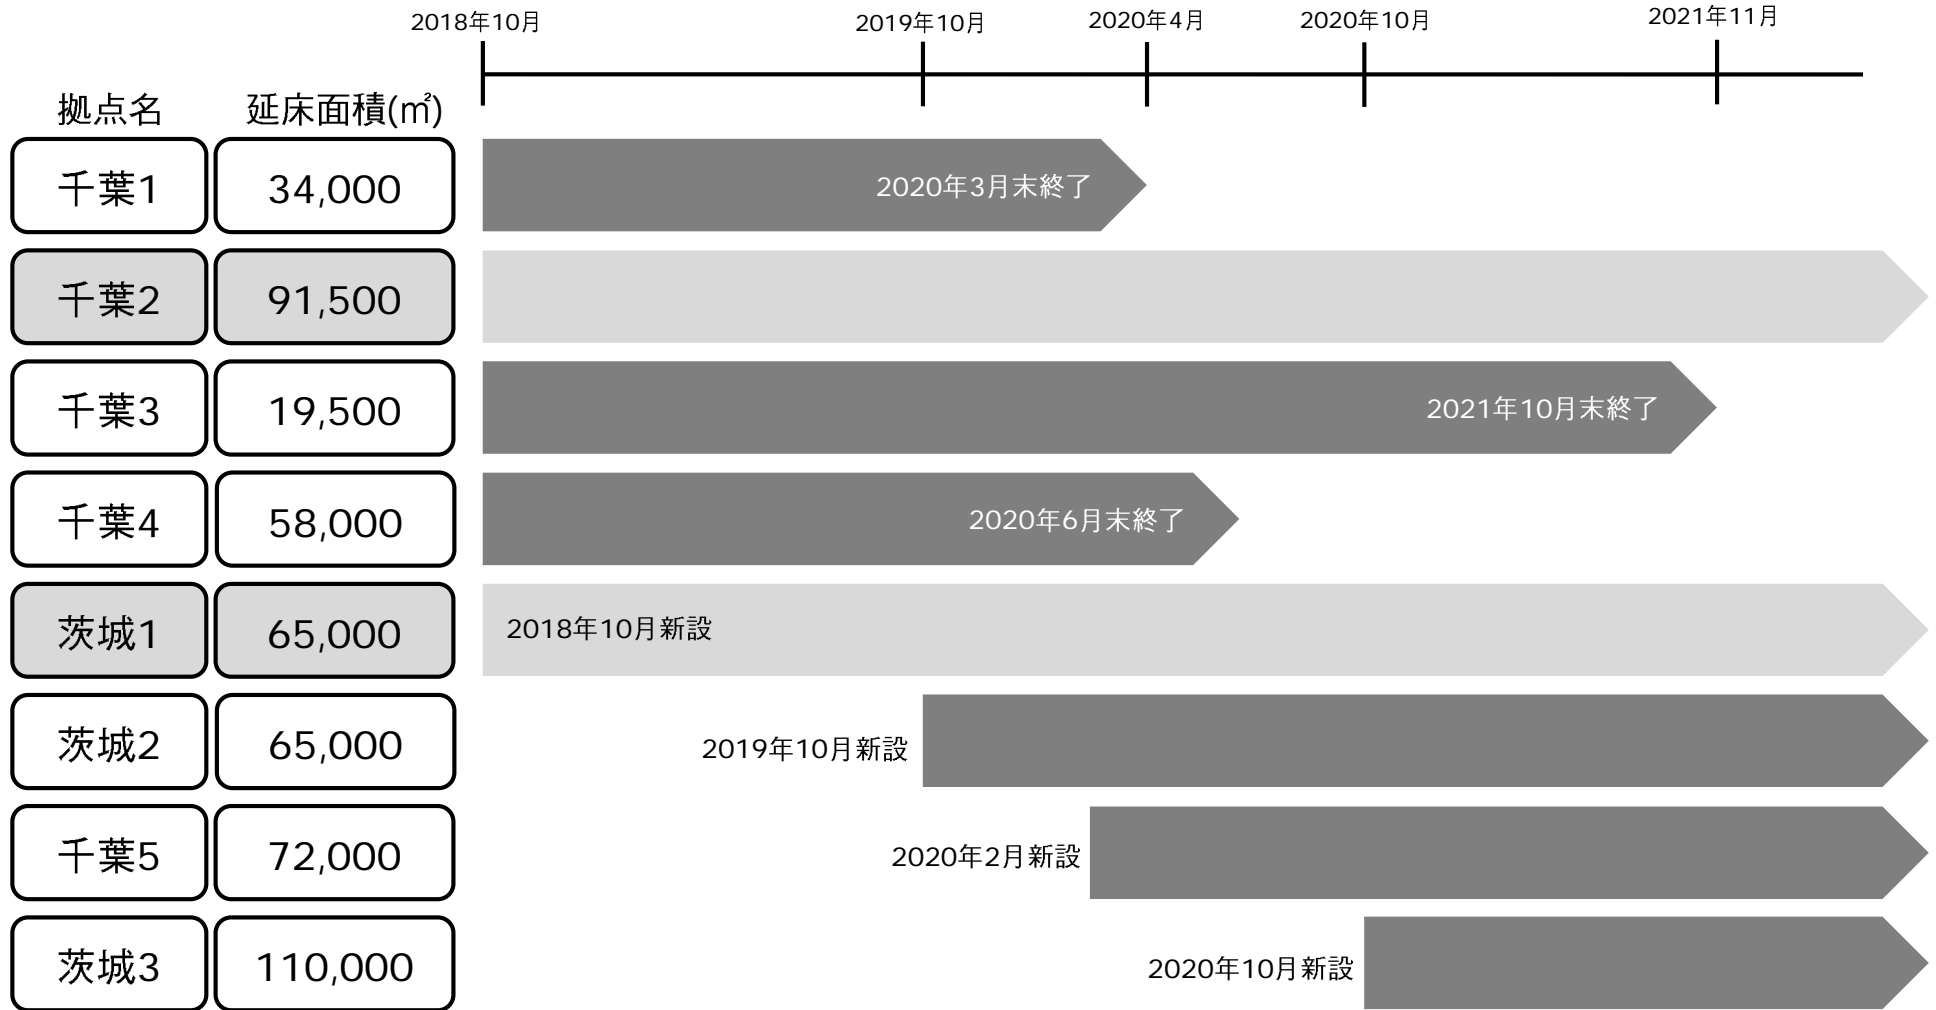 2018年10月
2019年10月
2020年4月
2020年10月
2021年11月
拠点名 延床面積(㎡)
千葉1 34,000 2020年3月末終了
千葉2 91,500
千葉3 19,500 2021年10月末終了
千葉4 58,000 2020年6月末終了
茨城1 65,000 2018年10月新設
茨城2 65,000 2019年10月新設
千葉5 72,000 2020年2月新設
茨城3 110,000 2020年10月新設